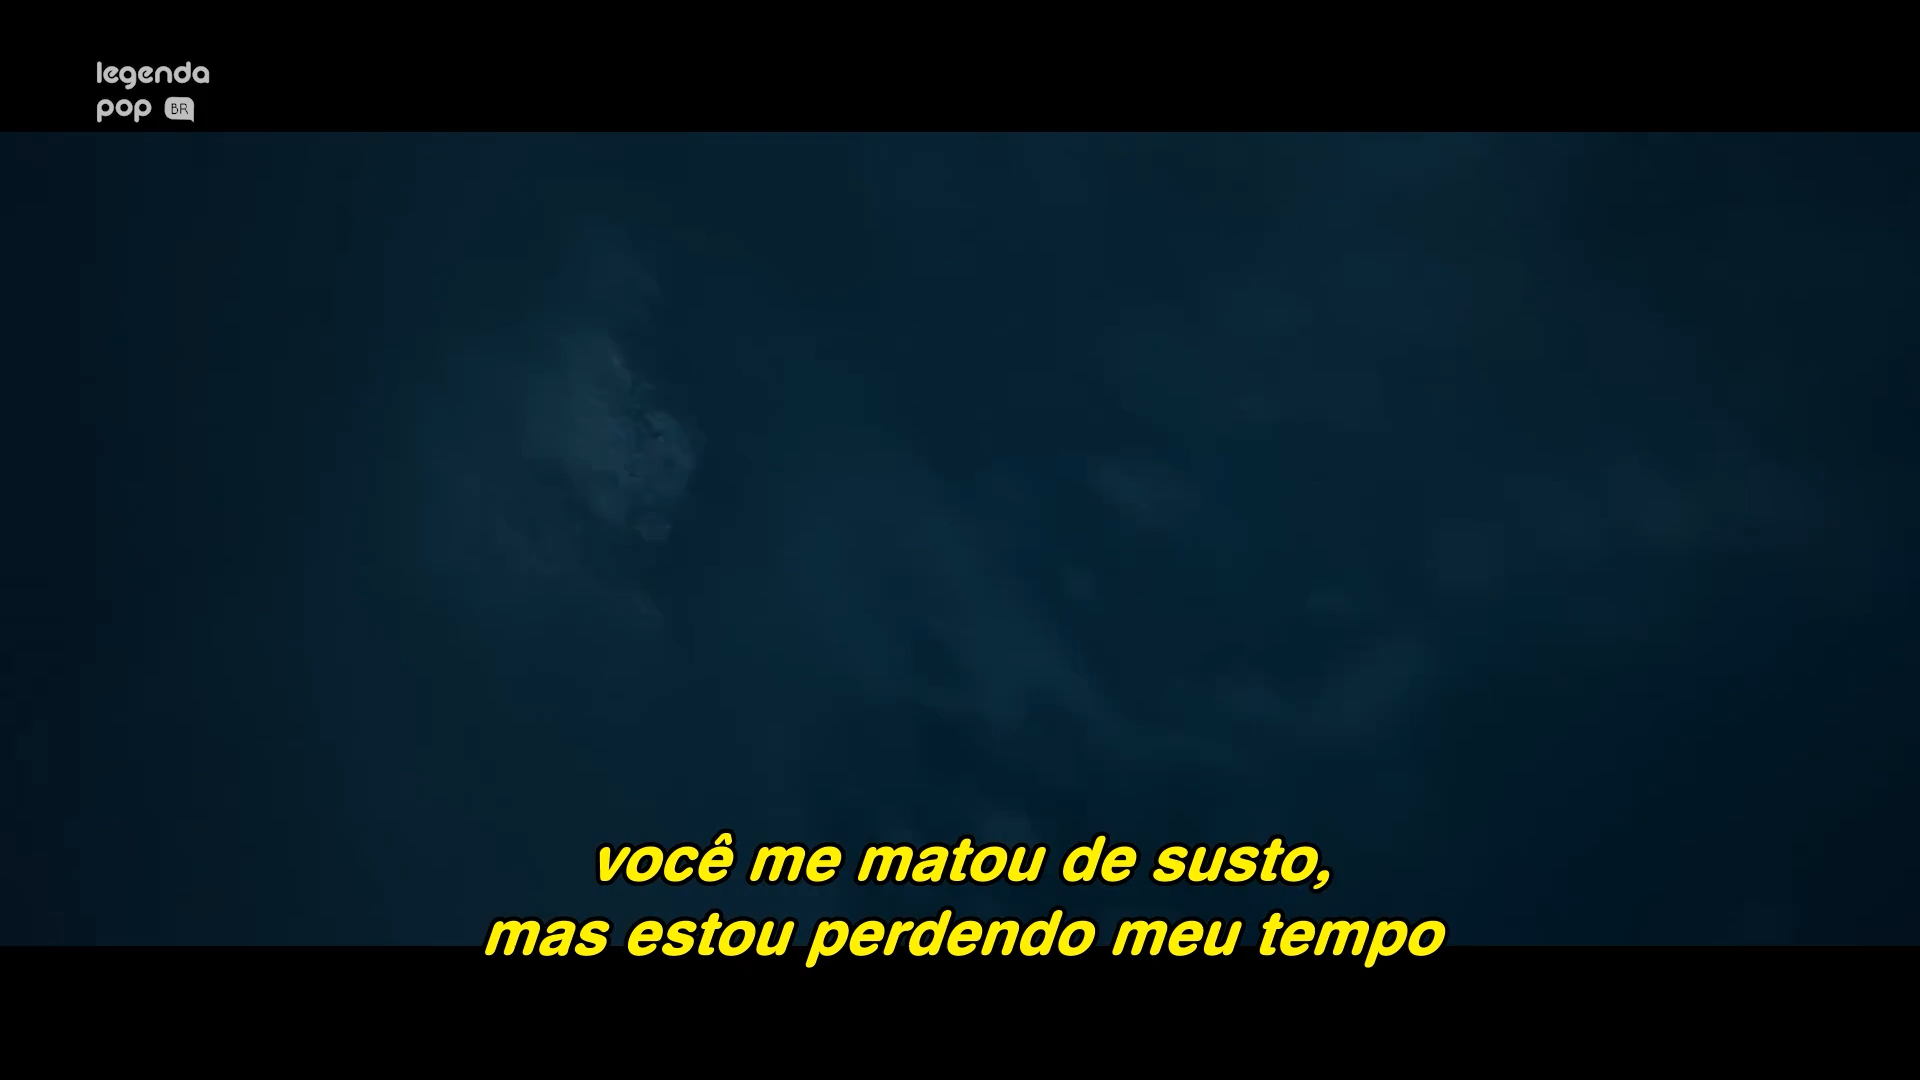 legenda
pop BR
você me matou de susto,
mas estou perdendo meu tempo